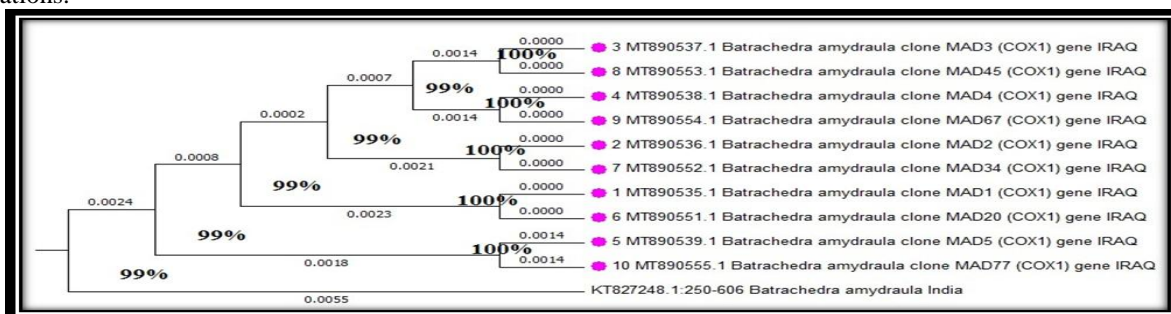 ations.
0.0000
3 MT890537.1 Batrachedra amydraula clone MAD3 (COX1) gene IRAQ
0.0014 100%
0.0000
8 MT890553.1 Batrachedra amydraula clone MAD45 (COX1) gene IRAQ
0.0007
99%
0.0000
4 MT890538.1 Batrachedra amydraula clone MAD4 (COX1) gene IRAQ
100%
0.0014
0.0000
9 MT890554.1 Batrachedra amydraula clone MAD67 (COX1) gene IRAQ
0.0002
99%
0.0000
2 MT890536.1 Batrachedra amydraula clone MAD2 (COX1) gene IRAQ
100%
0.0021
0.0000
7 MT890552.1 Batrachedra amydraula clone MAD34 (COX1) gene IRAQ
0.0008
99%
0.0000
1 MT890535.1 Batrachedra amydraula clone MAD1 (COX1) gene IRAQ
100%
0.0023
0.0000
6 MT890551.1 Batrachedra amydraula clone MAD20 (COX1) gene IRAQ
0.0024
99%
0.0014
5 MT890539.1 Batrachedra amydraula clone MAD5 (COX1) gene IRAQ
100%
0.0018
0.0014
10 MT890555.1 Batrachedra amydraula clone MAD77 (COX1) gene IRAQ
99%
KT827248.1:250-606 Batrachedra amydraula India
0.0055